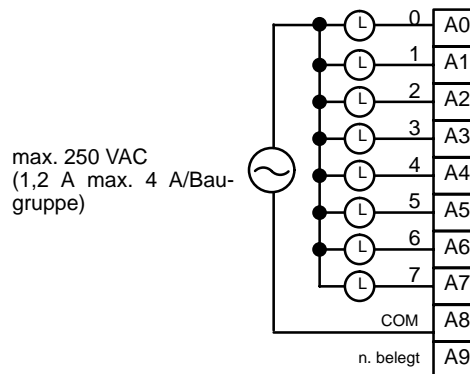 L 0 A0
L 1 A1
L 2 A2
L 3 A3
max. 250 VAC
(1,2 A max. 4 A/Bau-
gruppe)
L 4 A4
L 5 A5
L 6 A6
L 7 A7
COM A8
n. belegt A9